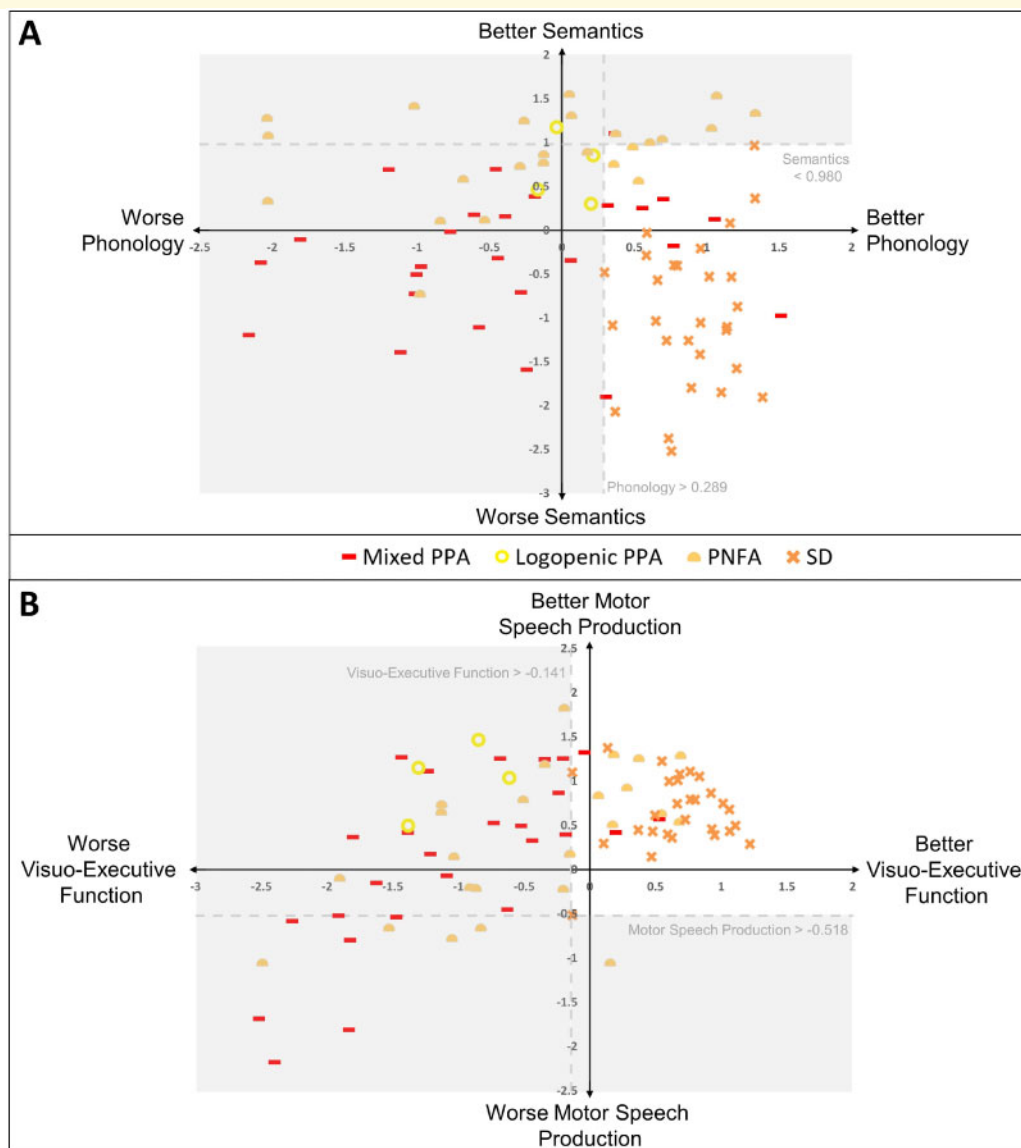 A
Better Semantics
2
1.5
1
Semantics
< 0.980
0.5
Worse
Phonology
Better
Phonology
-2.5 -2 -1.5 -1 -0.5 0 0.5 1 1.5 2
-0.5
-1
-1.5
-2
-2.5
Phonology > 0.289
-3
Worse Semantics
Mixed PPA Logopenic PPA PNFA SD
B
Better Motor
Speech Production
2.5
Visuo-Executive Function > -0.141
2
1.5
1
0.5
Worse
Visuo-Executive
Function
Better
Visuo-Executive
Function
-3 -2.5 -2 -1.5 -1 -0.5 0 0.5 1 1.5 2
-0.5
Motor Speech Production > -0.518
-1
-1.5
-2
-2.5
Worse Motor Speech
Production